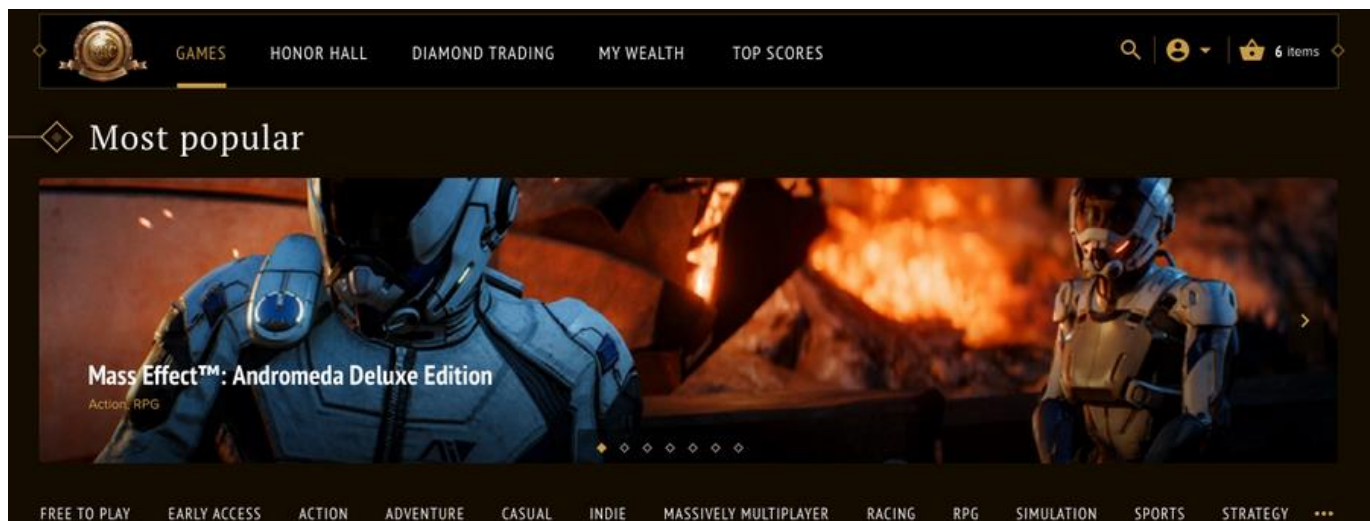 GAMES HONOR HALL DIAMOND TRADING MY WEALTH TOP SCORES 6 items
Most popular
Mass Effect™: Andromeda Deluxe Edition
Action, RPG
FREE TO PLAY EARLY ACCESS ACTION ADVENTURE CASUAL INDIE MASSIVELY MULTIPLAYER RACING RPG SIMULATION SPORTS STRATEGY